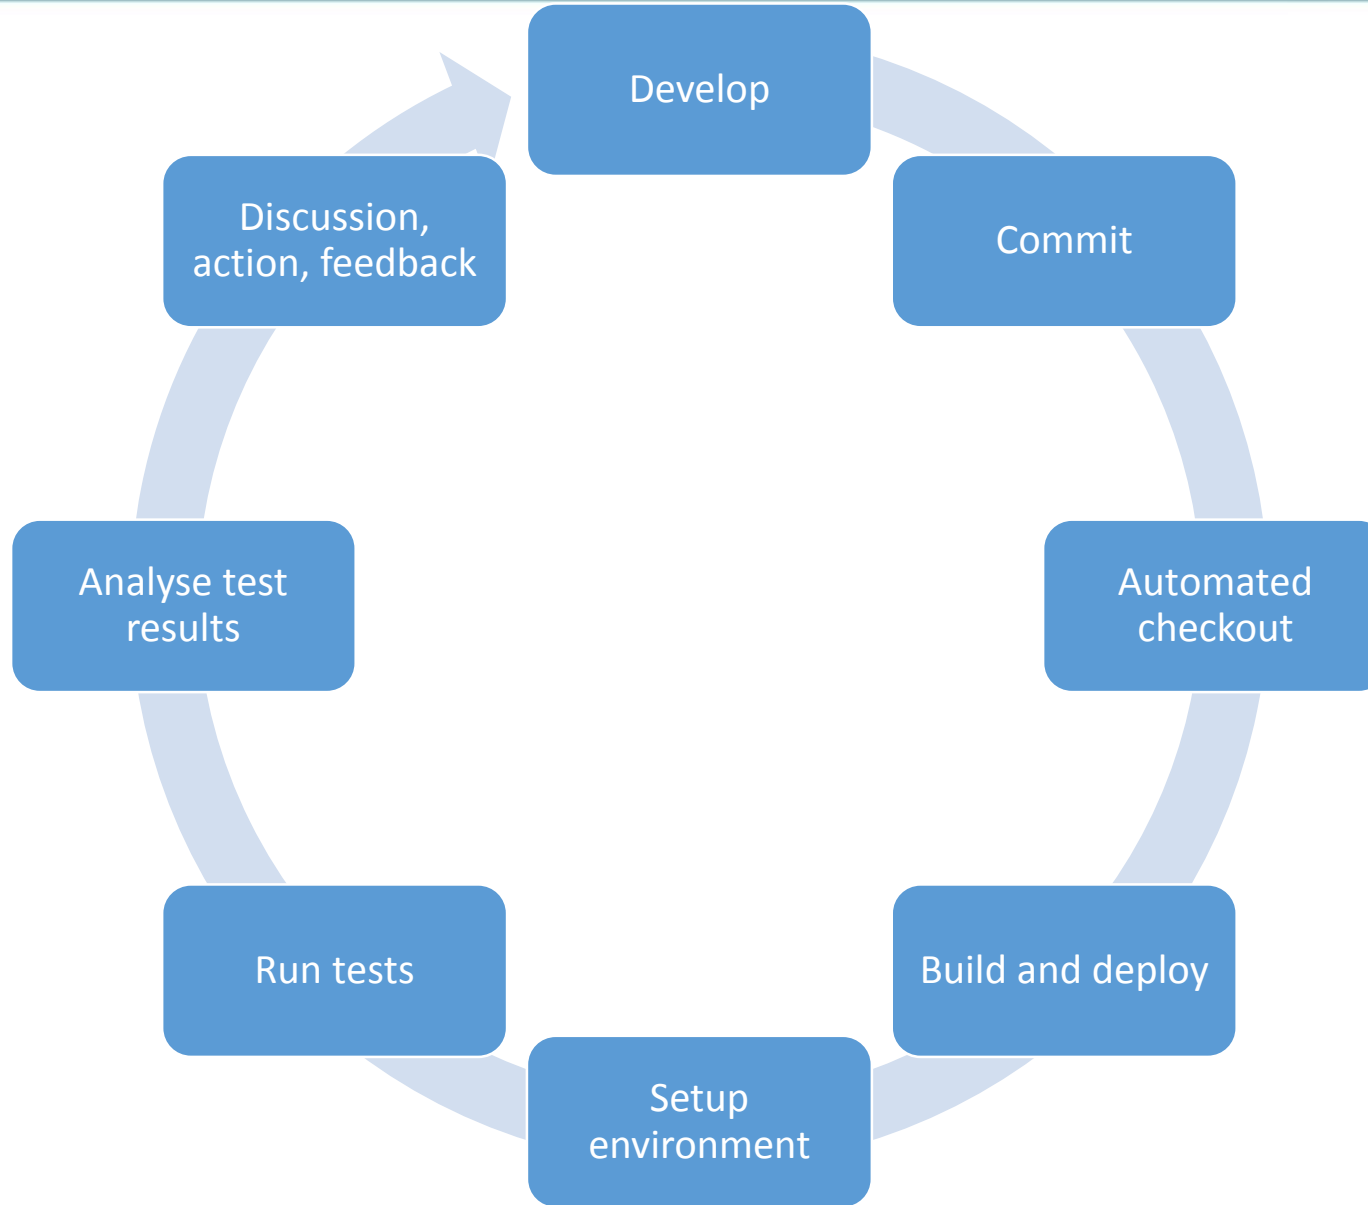 Develop
Commit
Automated
checkout
Build and deploy
Setup
environment
Run tests
Analyse test
results
Discussion,
action, feedback